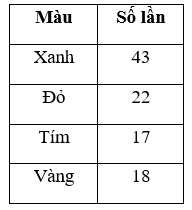 Màu Số lần
Xanh 43
Đỏ 22
Tím 17
Vàng 18